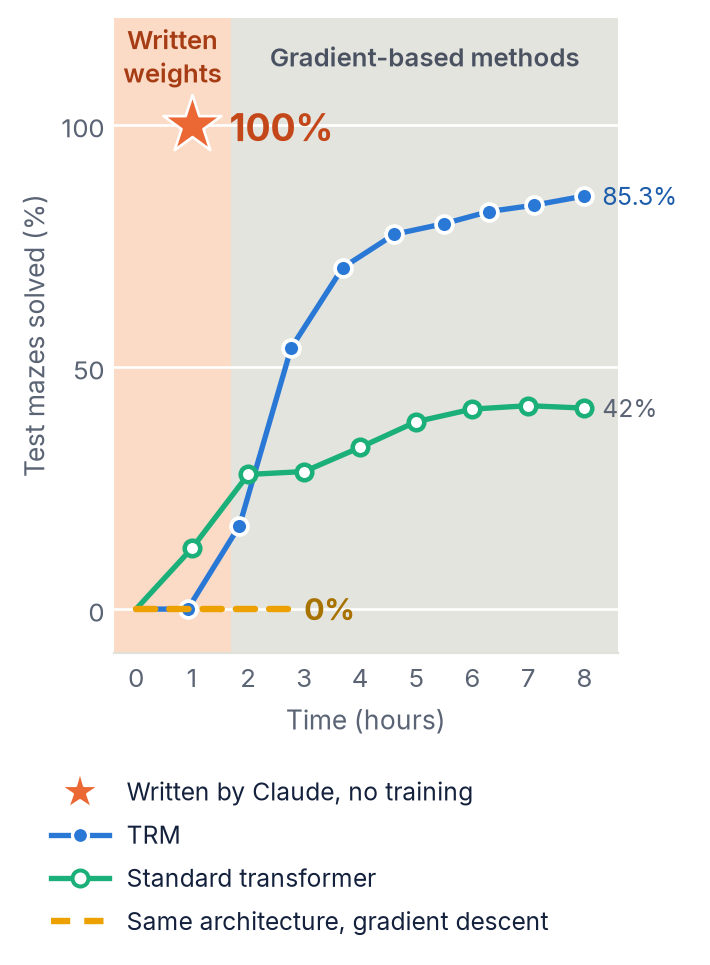 Written
weights
Gradient-based methods
100
100%
85.3%
Test mazes solved (%)
50
42%
0
0%
0 1 2 3 4 5 6 7 8
Time (hours)
Written by Claude, no training
TRM
Standard transformer
Same architecture, gradient descent